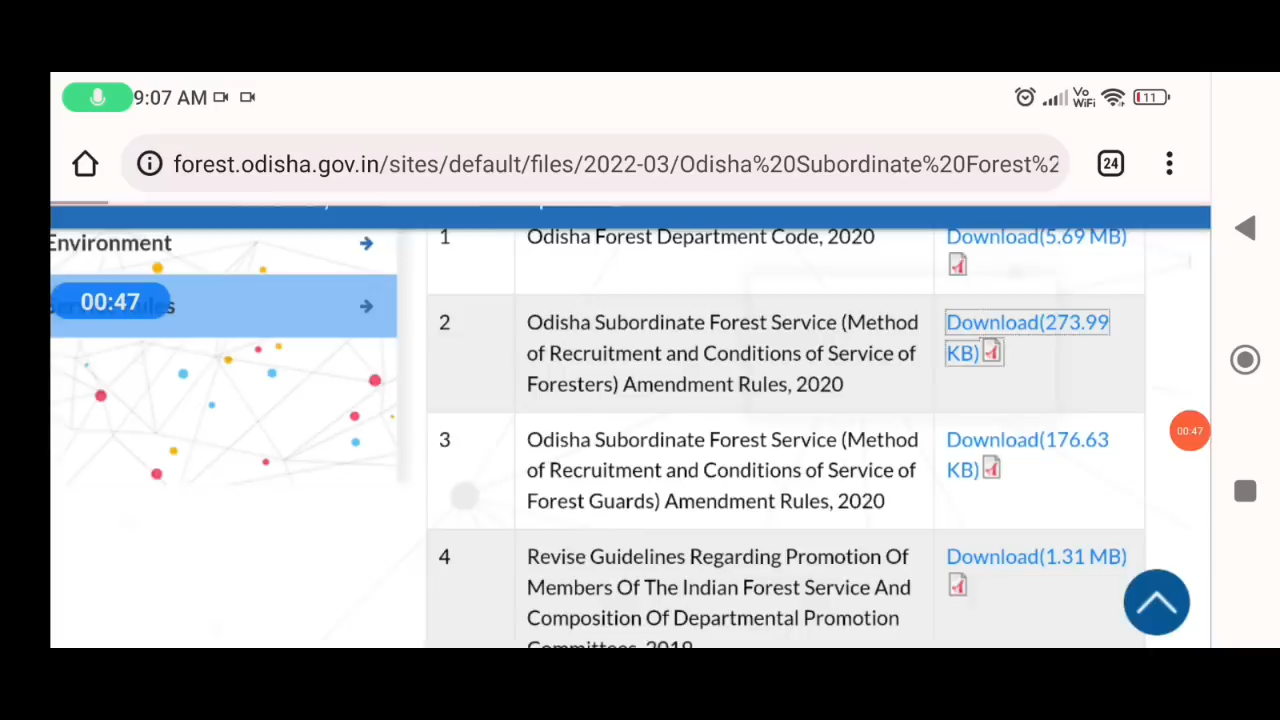 9:07 AM
Vo
WiFi
11
forest.odisha.gov.in/sites/default/files/2022-03/Odisha%20Subordinate%20Forest%2
24
Environment
00:47
1
Odisha Forest Department Code, 2020
Download(5.69 MB)
2
Odisha Subordinate Forest Service (Method
of Recruitment and Conditions of Service of
Foresters) Amendment Rules, 2020
Download(273.99
KB)
3
Odisha Subordinate Forest Service (Method
of Recruitment and Conditions of Service of
Forest Guards) Amendment Rules, 2020
Download(176.63
KB)
00:47
4
Revise Guidelines Regarding Promotion Of
Members Of The Indian Forest Service And
Composition Of Departmental Promotion
Committees, 2019
Download(1.31 MB)